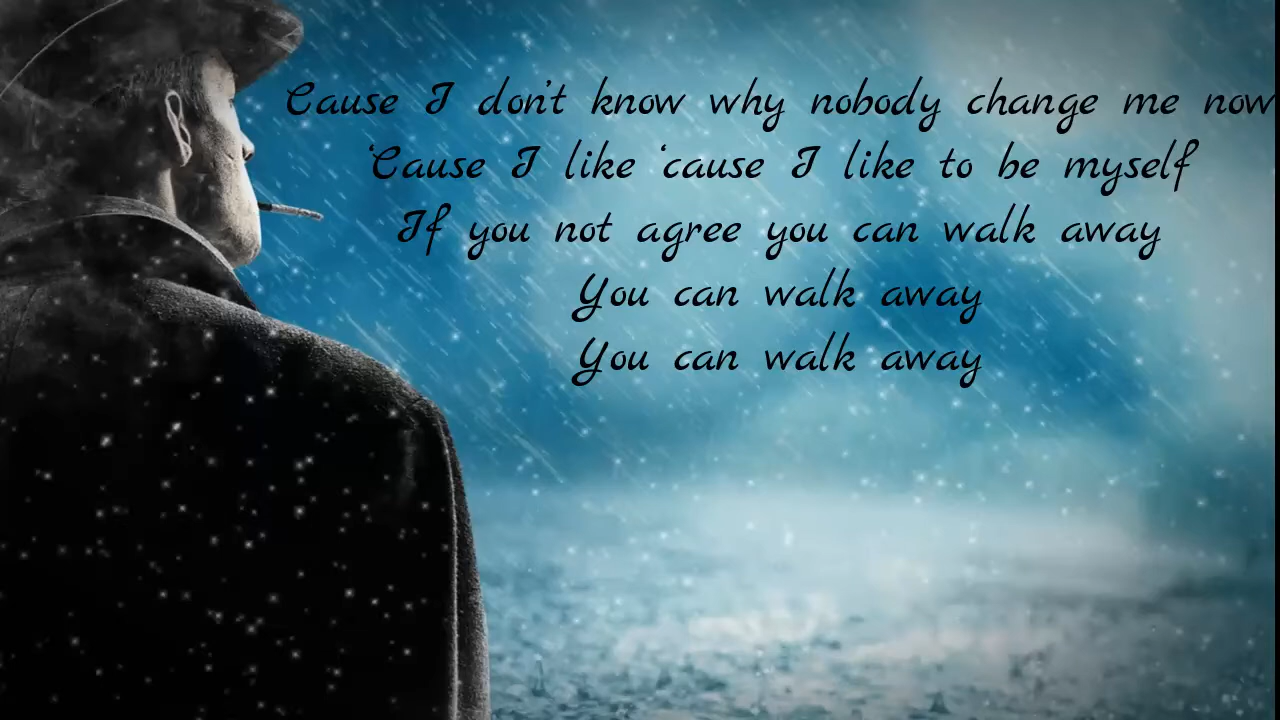 Cause I don't know why nobody change me now
'Cause I like 'cause I like to be myself
If you not agree you can walk away
You can walk away
You can walk away